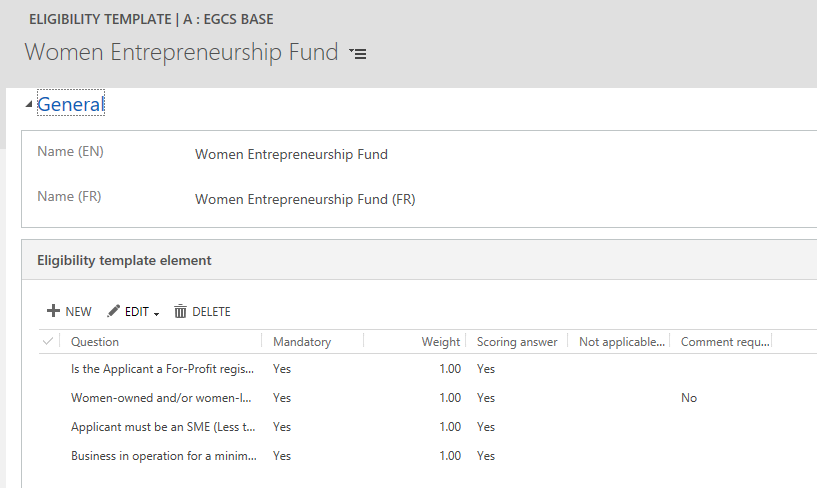 ELIGIBILITY TEMPLATE | A : EGCS BASE
Women Entrepreneurship Fund
General
Name (EN) Women Entrepreneurship Fund
Name (FR) Women Entrepreneurship Fund (FR)
Eligibility template element
NEW EDIT DELETE
Question Mandatory Weight Scoring answer Not applicable... Comment requ...
Is the Applicant a For-Profit regis... Yes 1.00 Yes
Women-owned and/or women-l... Yes 1.00 Yes No
Applicant must be an SME (Less t... Yes 1.00 Yes
Business in operation for a minim... Yes 1.00 Yes